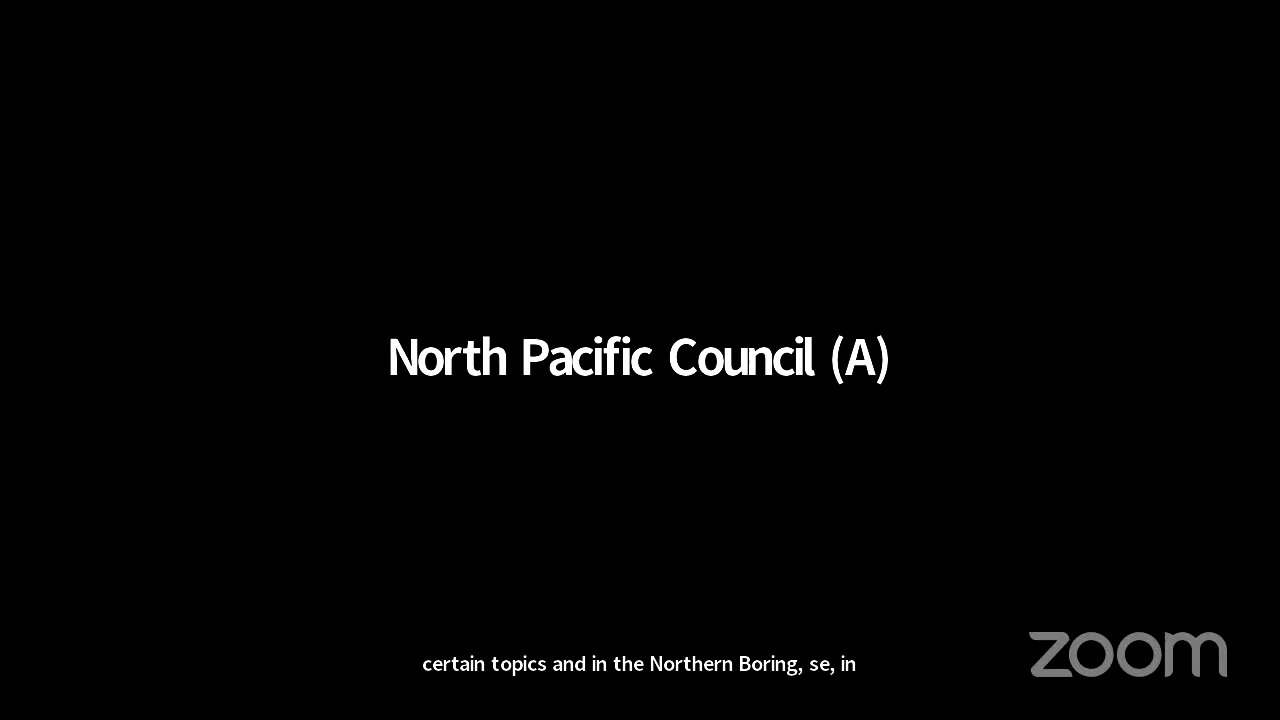 North Pacific Council (A)
certain topics and in the Northern Boring, se, in
zoom